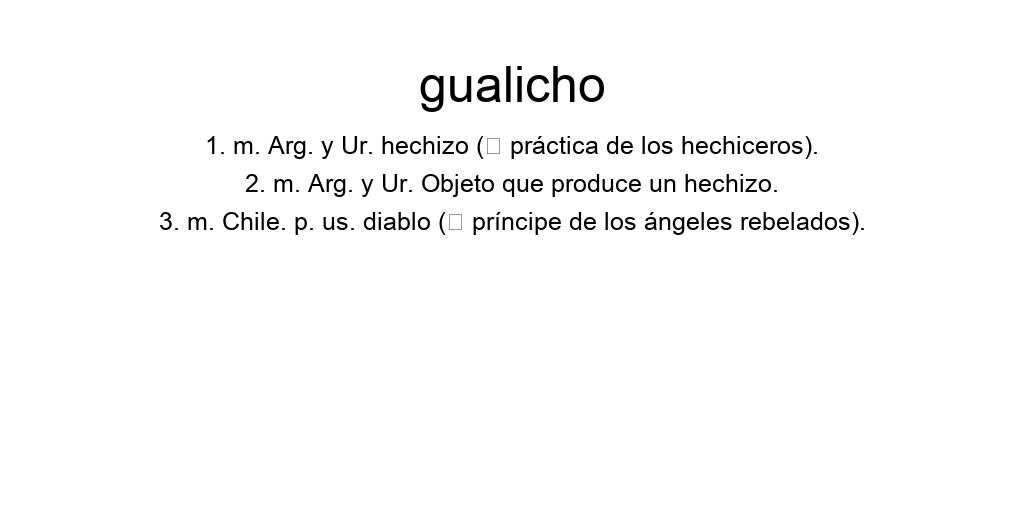 gualicho
1. m. Arg. y Ur. hechizo (□ práctica de los hechiceros).
2. m. Arg. y Ur. Objeto que produce un hechizo.
3. m. Chile. p. us. diablo (□ príncipe de los ángeles rebelados).